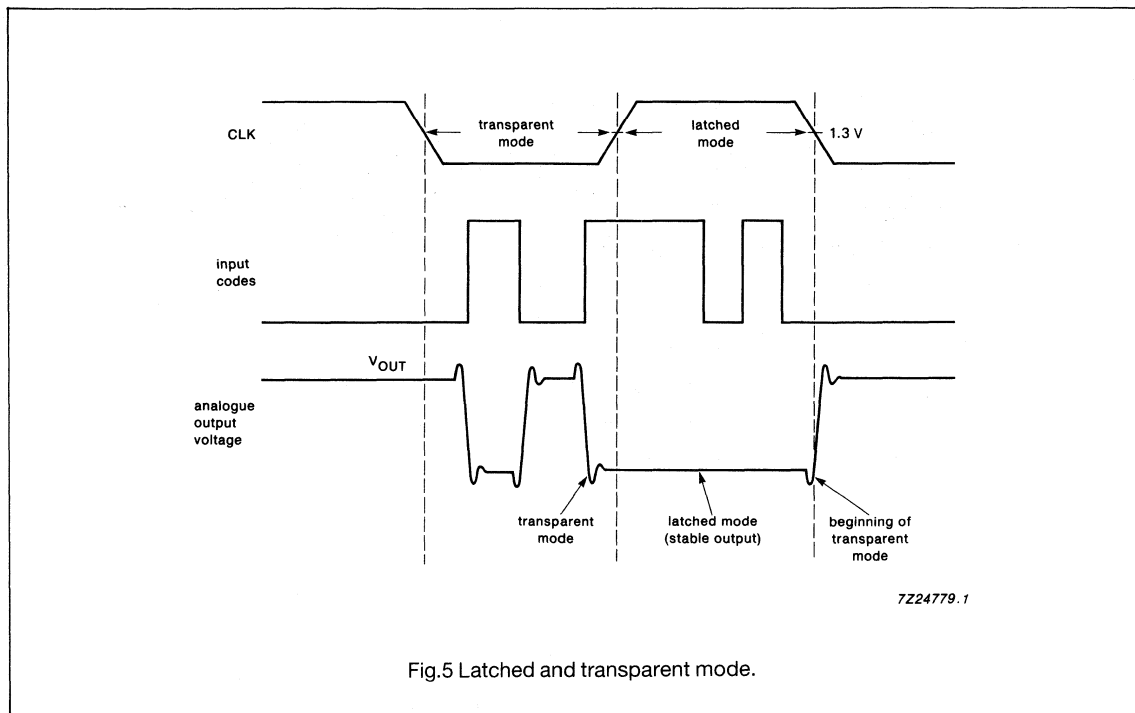 CLK
transparent
mode
latched
mode
1.3 V
input
codes
VOUT
analogue
output
voltage
transparent
mode
latched mode
(stable output)
beginning of
transparent
mode
7Z24779.1
Fig.5 Latched and transparent mode.